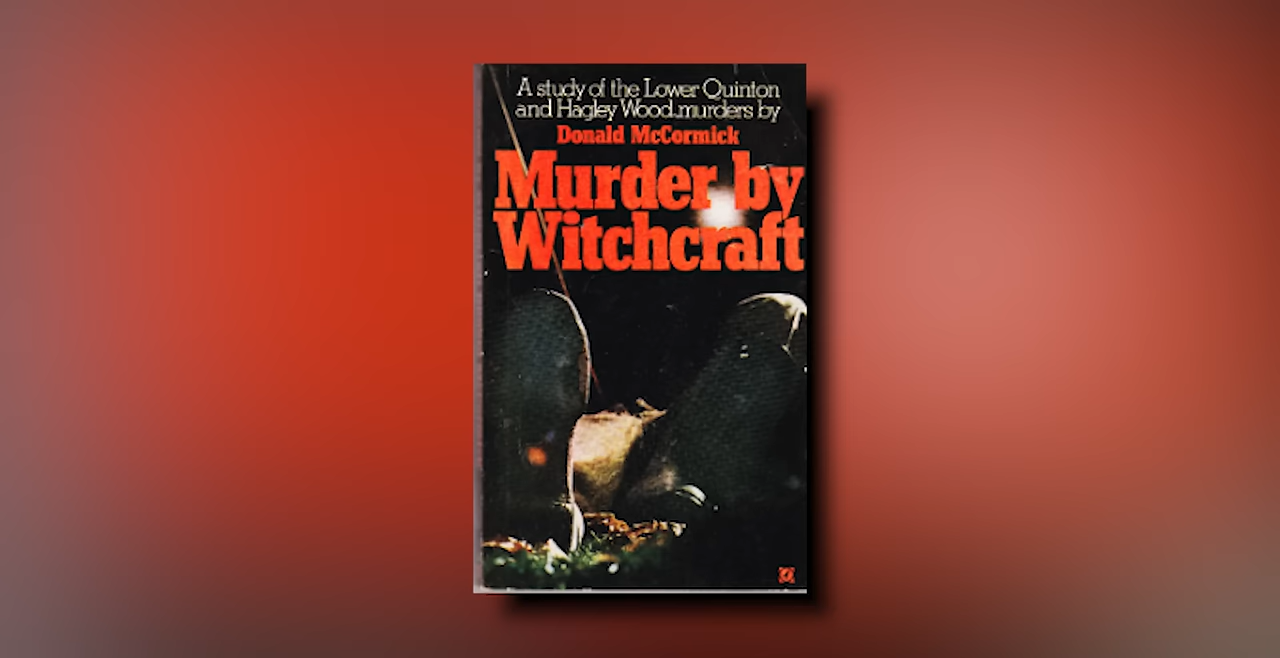 A study of the Lower Quinton
and Hagley Wood murders by
Donald McCormick
Murder by
Witchcraft